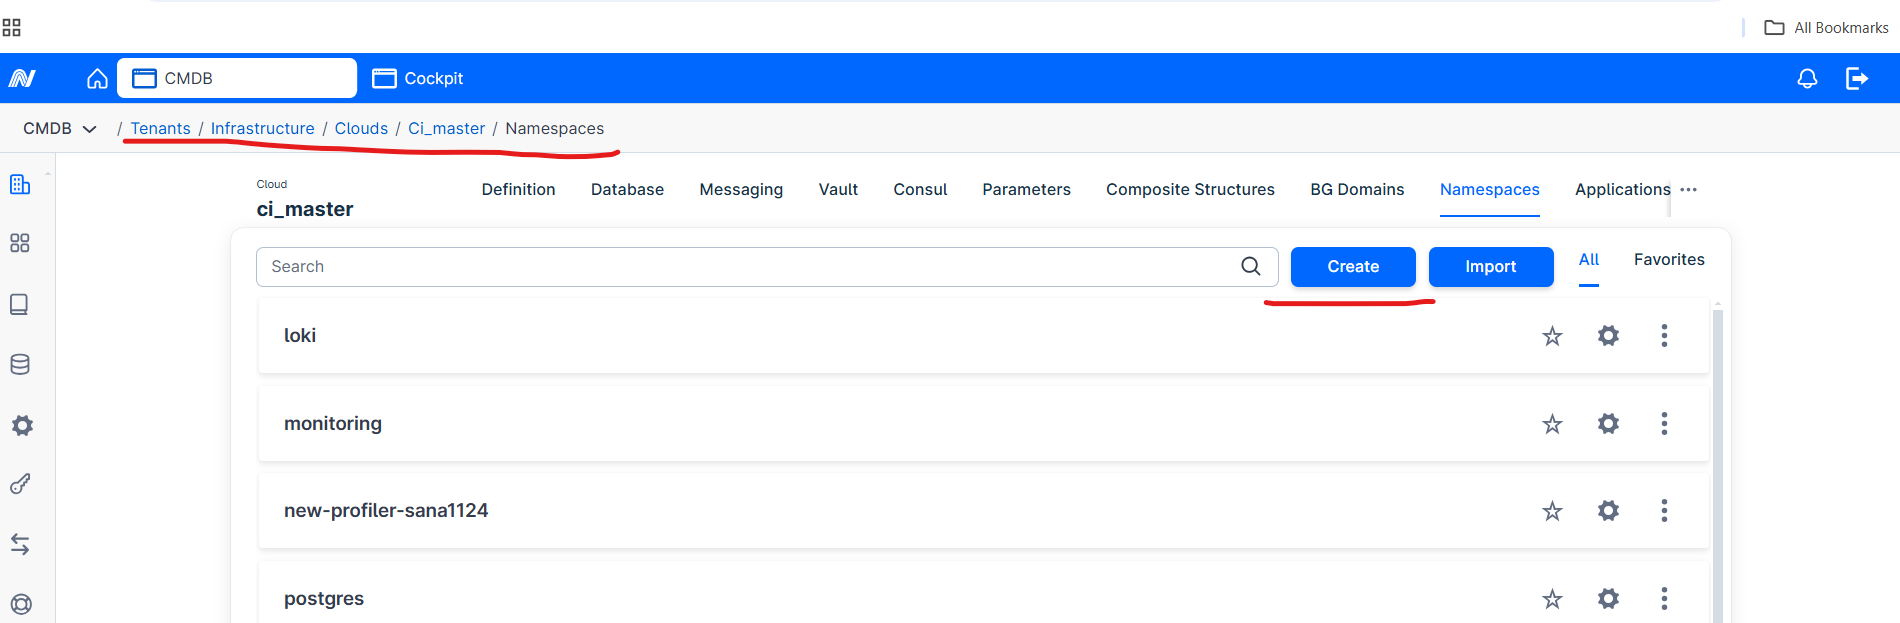 All Bookmarks
CMDB
Cockpit
CMDB / Tenants / Infrastructure / Clouds / Ci_master / Namespaces
Cloud
ci_master
Definition Database Messaging Vault Consul Parameters Composite Structures BG Domains Namespaces Applications
Search
Create
Import
All
Favorites
loki
monitoring
new-profiler-sana1124
postgres